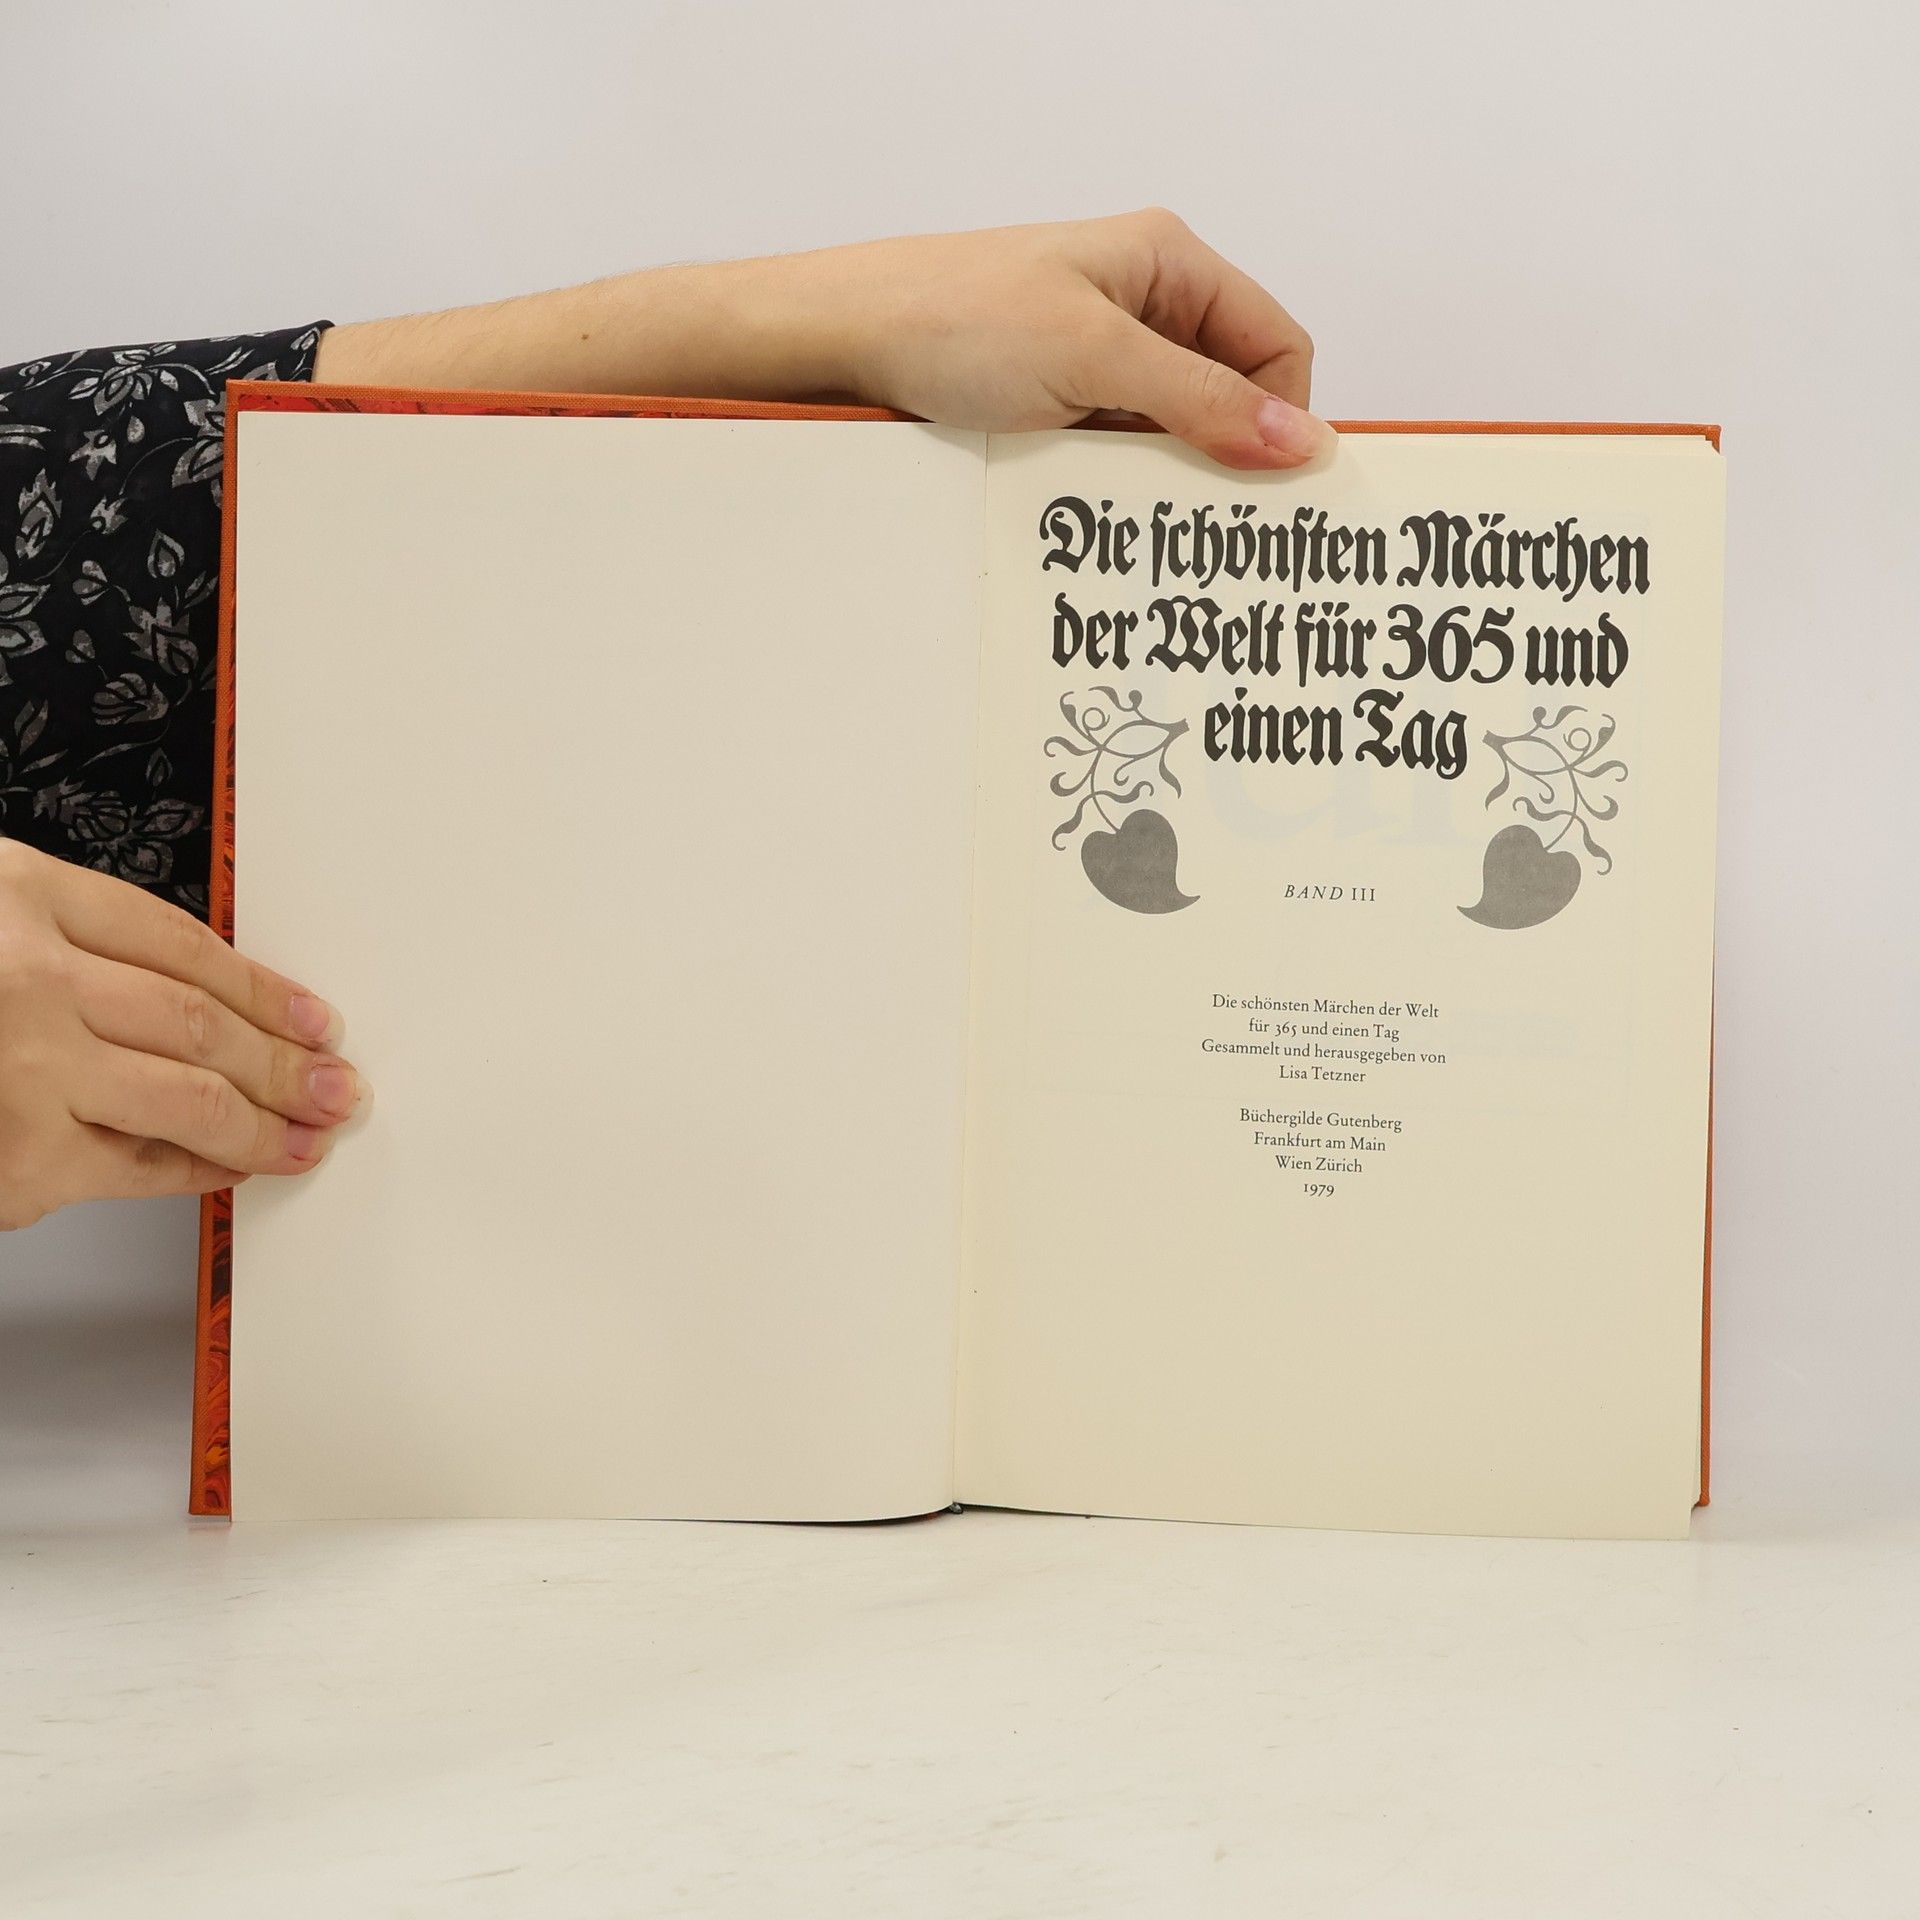 Die schönsten Märchen
der Welt für 365 und
einen Tag
BAND III
Die schönsten Märchen der Welt
für 365 und einen Tag
Gesammelt und herausgegeben von
Lisa Tetzner
Büchergilde Gutenberg
Frankfurt am Main
Wien Zürich
1979